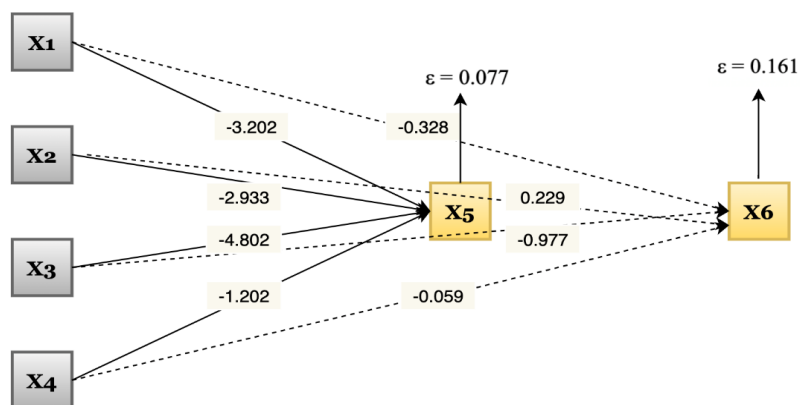 X1
ε = 0.077
ε = 0.161
-3.202
-0.328
X2
-2.933
0.229
X5
X6
-4.802
-0.977
X3
-1.202
-0.059
X4